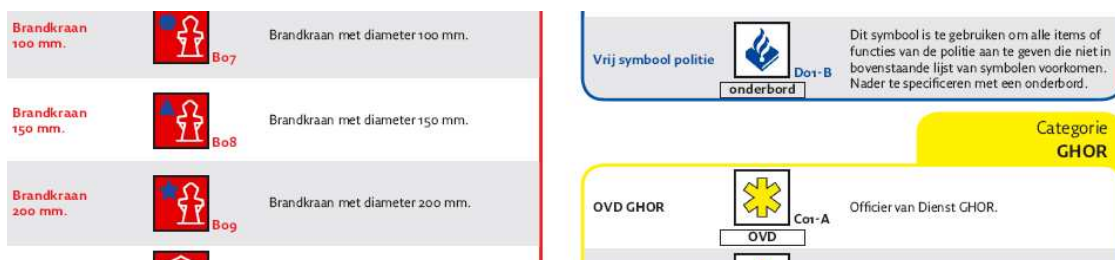 Brandkraan
100 mm.
B07
Brandkraan met diameter 100 mm.
Brandkraan
150 mm.
B08
Brandkraan met diameter 150 mm.
Brandkraan
200 mm.
B09
Brandkraan met diameter 200 mm.
Vrij symbool politie
D01-B
onderbord
Dit symbool is te gebruiken om alle items of
functies van de politie aan te geven die niet in
bovenstaande lijst van symbolen voorkomen.
Nader te specificeren met een onderbord.
Categorie
GHOR
OVD GHOR
C01-A
OVD
Officier van Dienst GHOR.